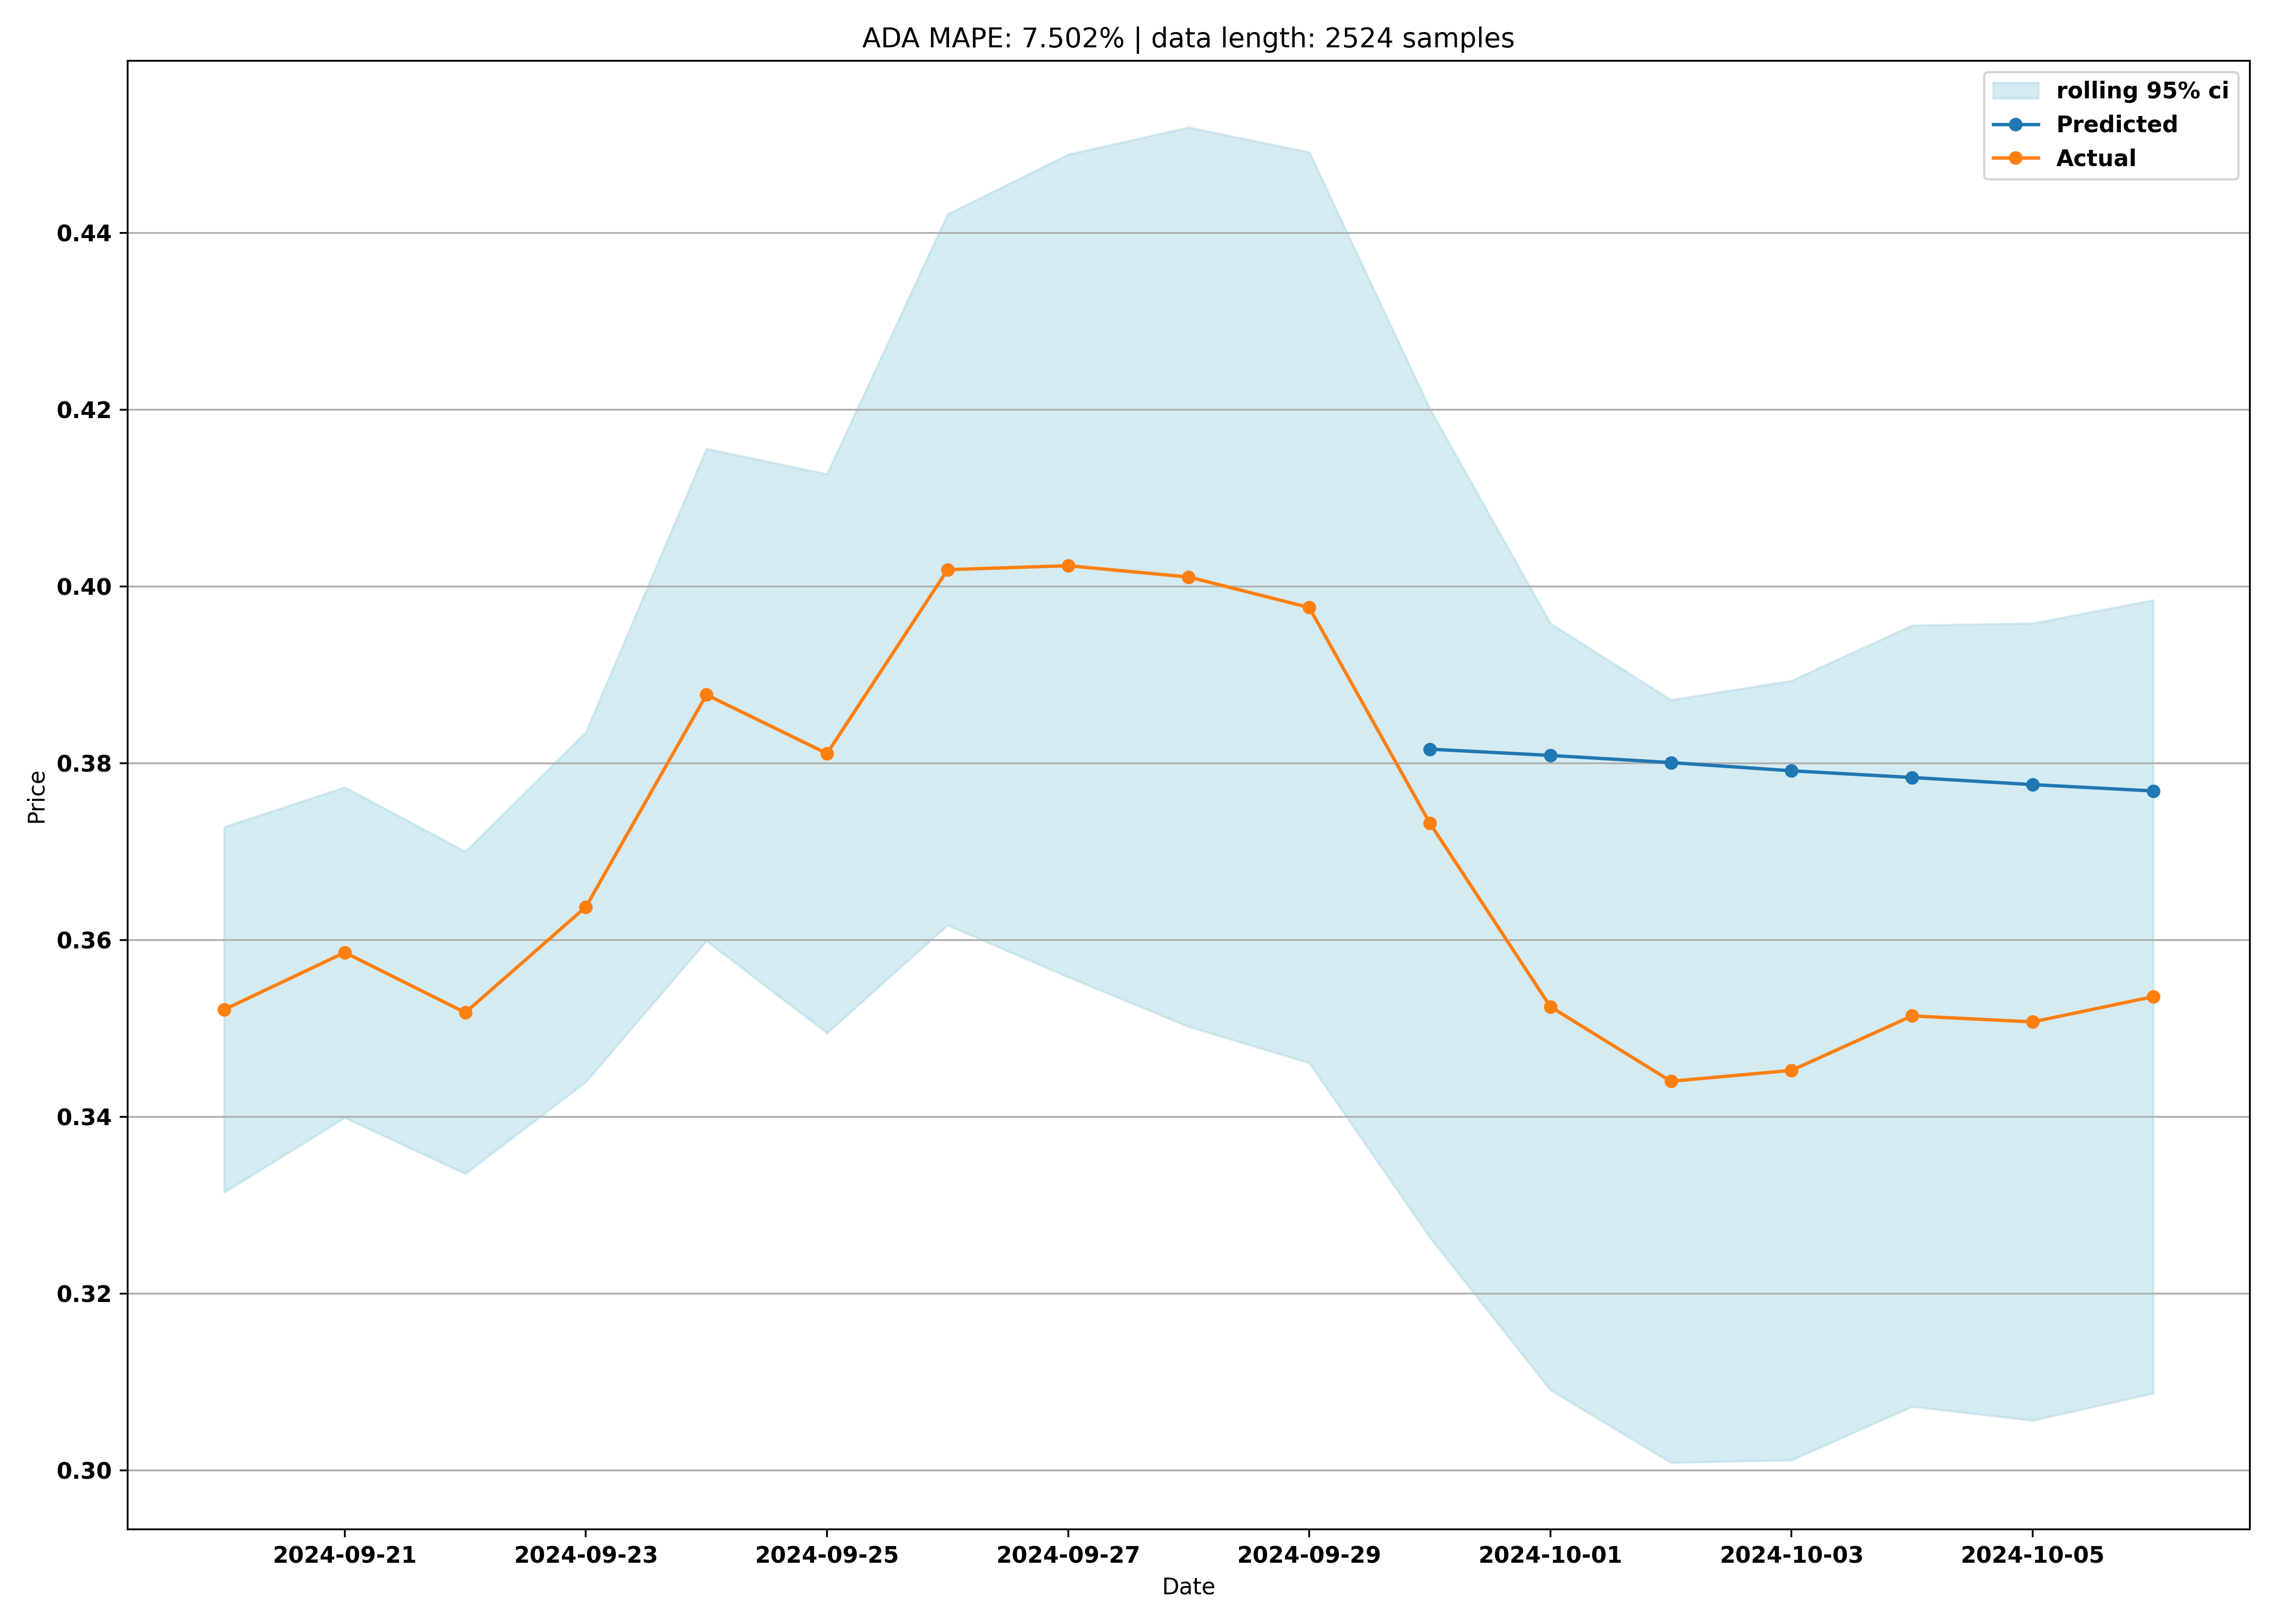 ADA MAPE: 7.502% | data length: 2524 samples
rolling 95% ci
Predicted
Actual
0.44
0.42
0.40
0.38
0.36
0.34
0.32
0.30
Price
2024-09-21 2024-09-23 2024-09-25 2024-09-27 2024-09-29 2024-10-01 2024-10-03 2024-10-05
Date